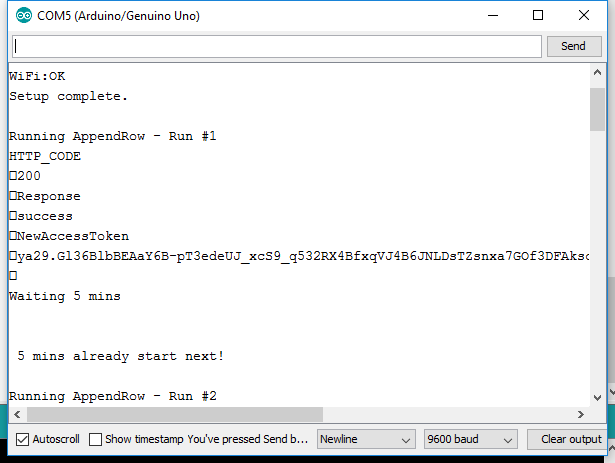 COM5 (Arduino/Genuino Uno)
Send
WiFi:OK
Setup complete.
Running AppendRow - Run #1
HTTP_CODE
200
Response
success
NewAccessToken
ya29.Gl36BlbBEAaY6B-pT3edeUJ_xcS9_q532RX4BfxqVJ4B6JNLDsTZsnxa7GOf3DFAksc
Waiting 5 mins
5 mins already start next!
Running AppendRow - Run #2
Autoscroll Show timestamp You've pressed Send b... Newline 9600 baud Clear output